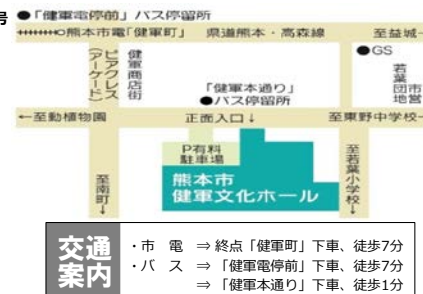 号
●「健軍電停前」バス停留所
熊本市電「健軍町」 県道熊本・高森線 至益城→
ピアクレス
(アーケード)
健軍商店街
●GS
若葉
市営
団地
「健軍本通り」
●バス停留所
←至動植物園 正面入口↓ 至東野中学校→
P有料
駐車場
熊本市
健軍文化ホール
至南町↓
至若葉小学校↓
交通
案内
・市 電 ⇒ 終点「健軍町」下車、徒歩7分
・バ ス ⇒ 「健軍電停前」下車、徒歩7分
⇒ 「健軍本通り」下車、徒歩1分